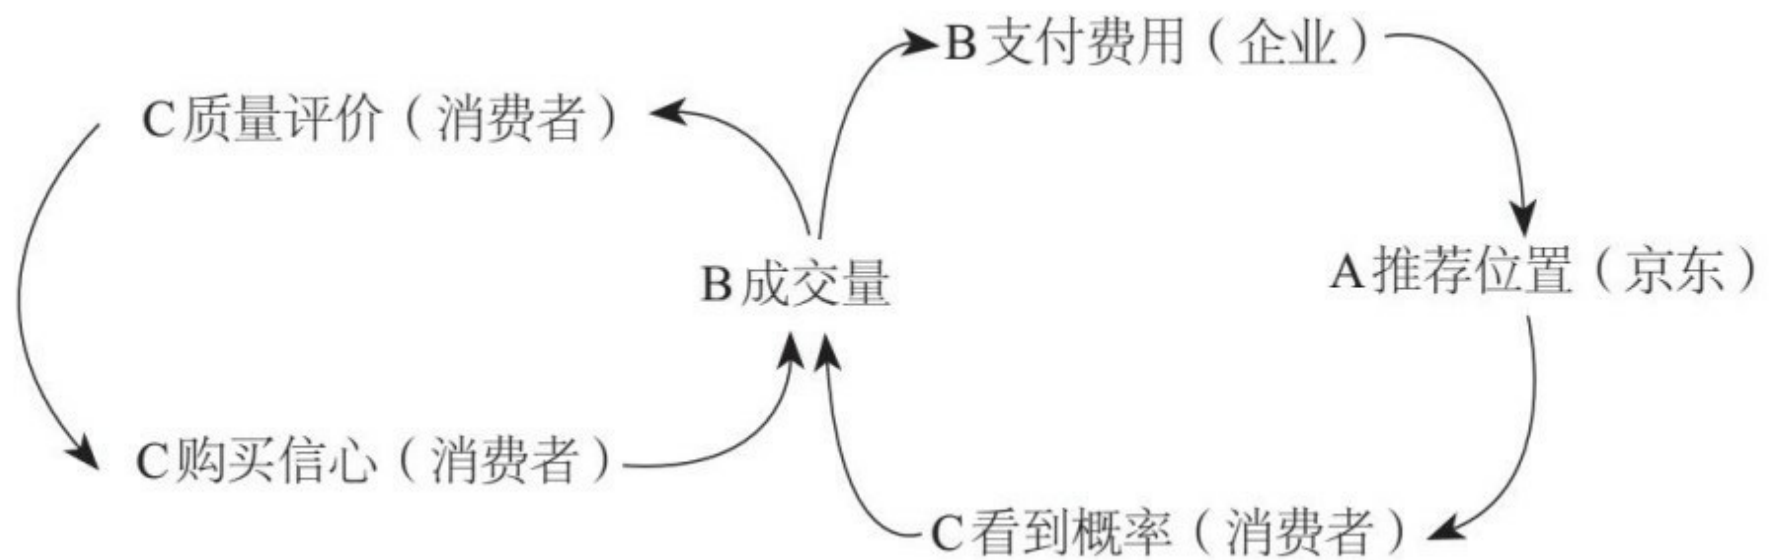 B支付费用（企业）
C质量评价（消费者）
B成交量
A推荐位置（京东）
C购买信心（消费者）
C看到概率（消费者）